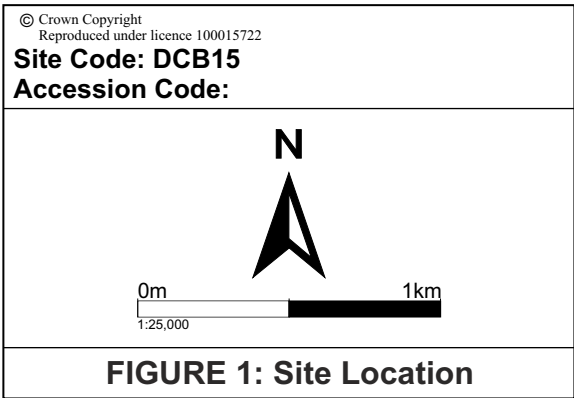 © Crown Copyright
Reproduced under licence 100015722
Site Code: DCB15
Accession Code:
N
0m 1km
1:25,000
FIGURE 1: Site Location